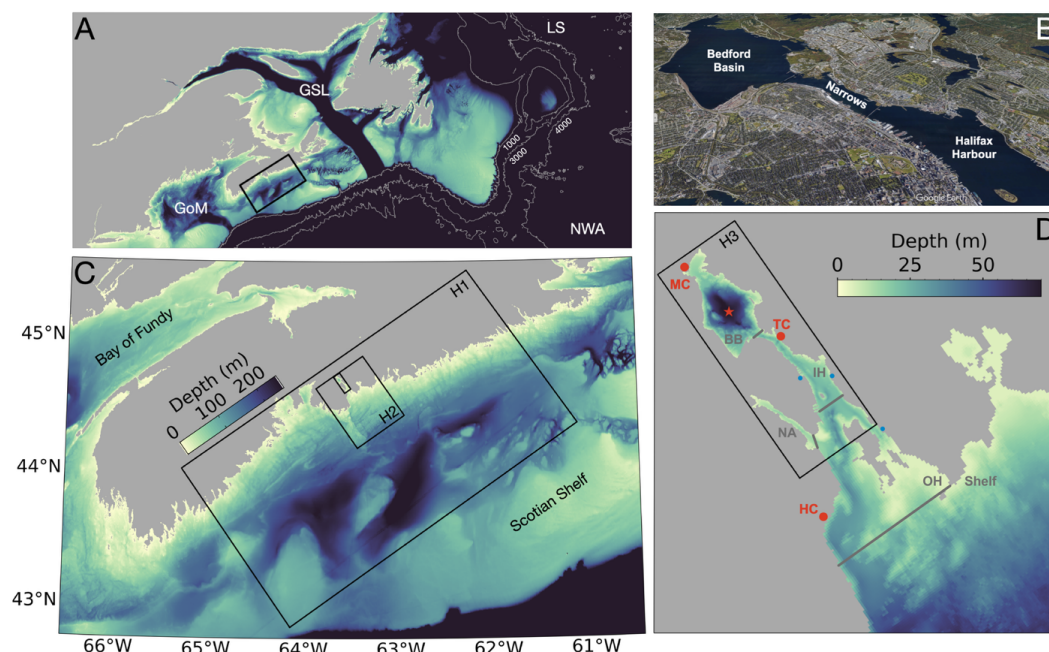 A
LS
GSL
1000
4000
3000
GoM
NWA
Bedford
Basin
Narrows
Halifax
Harbour
Google Earth
C
H1
45°N
Bay of Fundy
Depth (m)
0 100 200
H2
44°N
Scotian Shelf
43°N
66°W 65°W 64°W 63°W 62°W 61°W
D
H3
Depth (m)
0 25 50
MC
TC
BB
IH
NA
OH Shelf
HC